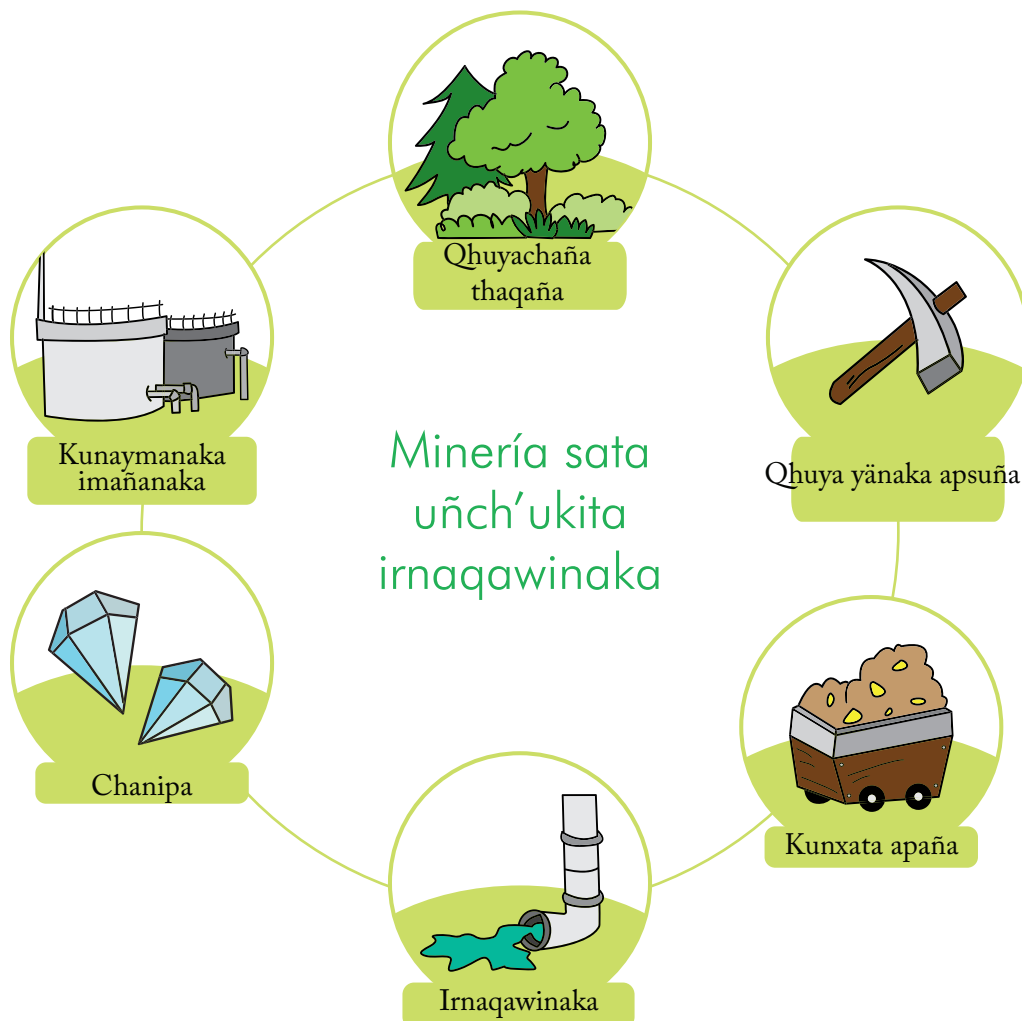 Qhuyachaña
thaqaña
Kunaymanaka
imañanaka
Qhuya yänaka apsuña
Minería sata
uñch'ukita
irnaqawinaka
Chanipa
Kunxata apaña
Irnaqawinaka